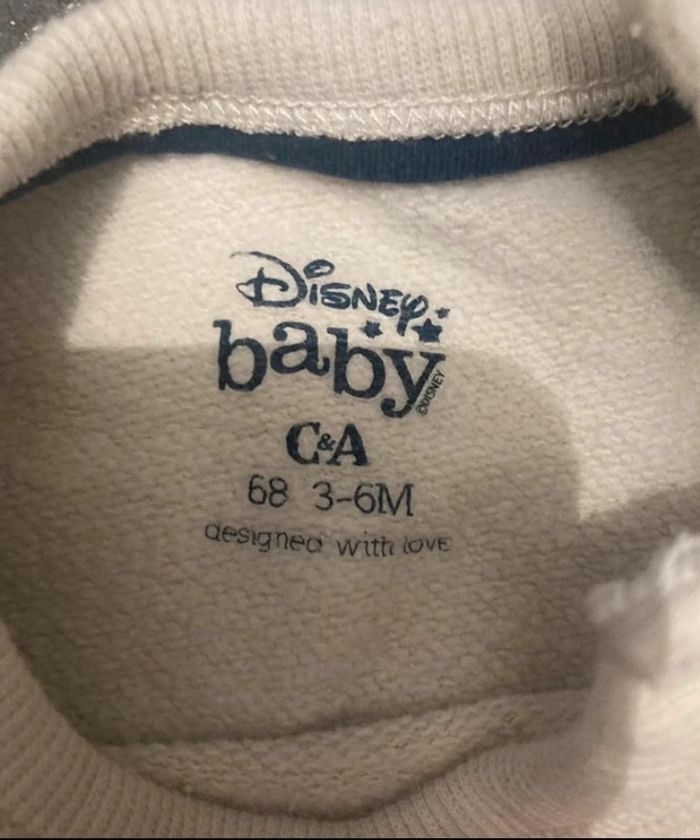 Disney
baby
©DISNEY
C&A
68 3-6M
designed with love